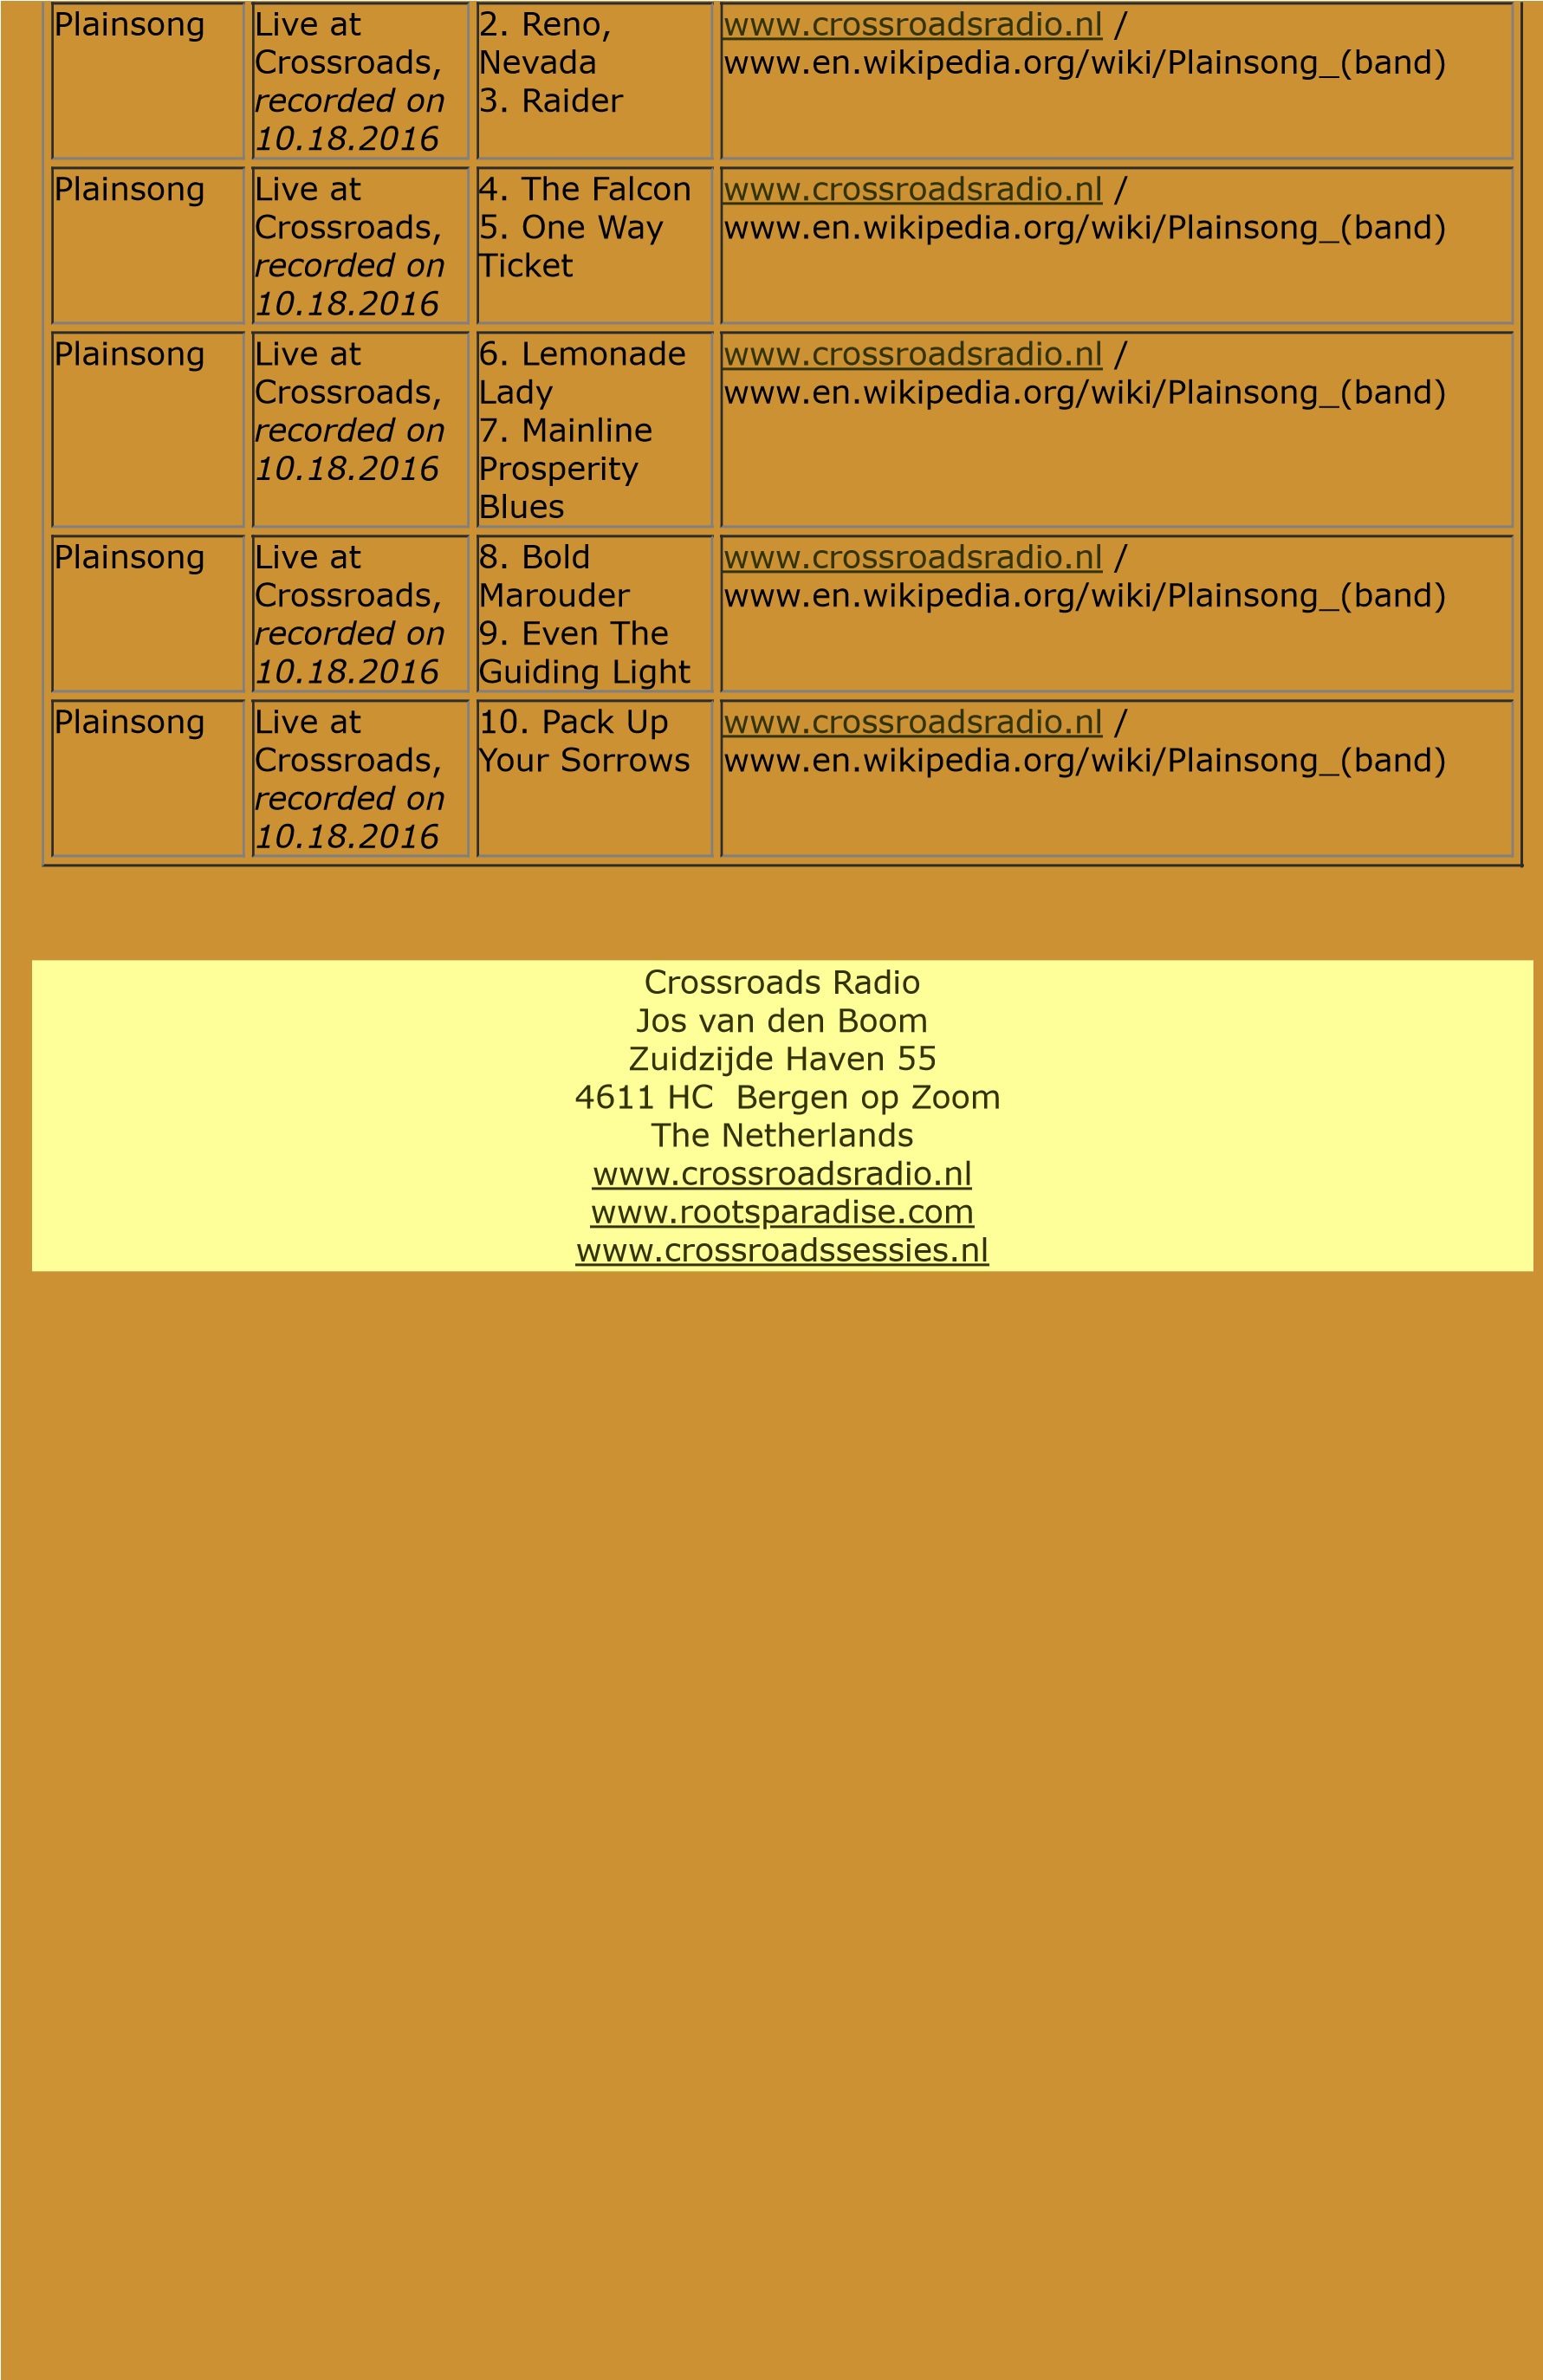 Plainsong
Live at
Crossroads,
recorded on
10.18.2016
2. Reno,
Nevada
3. Raider
www.crossroadsradio.nl /
www.en.wikipedia.org/wiki/Plainsong_(band)
Plainsong
Live at
Crossroads,
recorded on
10.18.2016
4. The Falcon
5. One Way
Ticket
www.crossroadsradio.nl /
www.en.wikipedia.org/wiki/Plainsong_(band)
Plainsong
Live at
Crossroads,
recorded on
10.18.2016
6. Lemonade
Lady
7. Mainline
Prosperity
Blues
www.crossroadsradio.nl /
www.en.wikipedia.org/wiki/Plainsong_(band)
Plainsong
Live at
Crossroads,
recorded on
10.18.2016
8. Bold
Marouder
9. Even The
Guiding Light
www.crossroadsradio.nl /
www.en.wikipedia.org/wiki/Plainsong_(band)
Plainsong
Live at
Crossroads,
recorded on
10.18.2016
10. Pack Up
Your Sorrows
www.crossroadsradio.nl /
www.en.wikipedia.org/wiki/Plainsong_(band)
Crossroads Radio
Jos van den Boom
Zuidzijde Haven 55
4611 HC  Bergen op Zoom
The Netherlands
www.crossroadsradio.nl
www.rootsparadise.com
www.crossroadssessies.nl